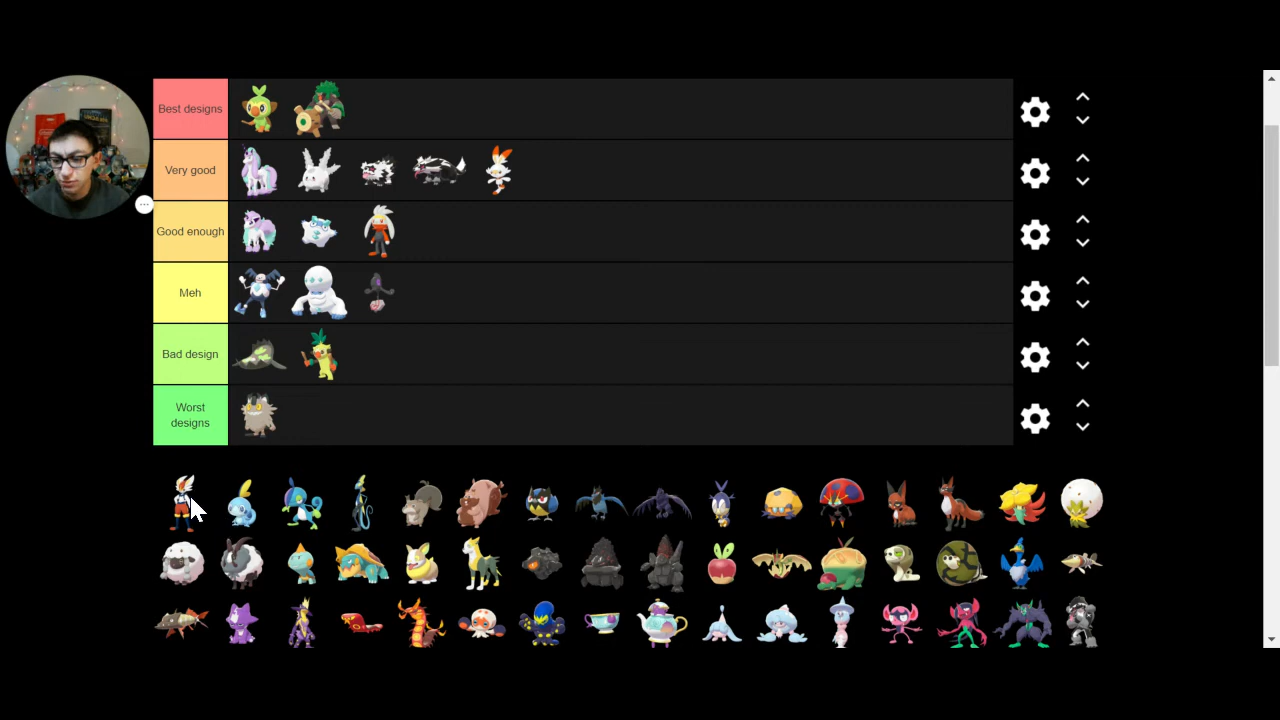 Best designs
Very good
Good enough
Meh
Bad design
Worst
designs